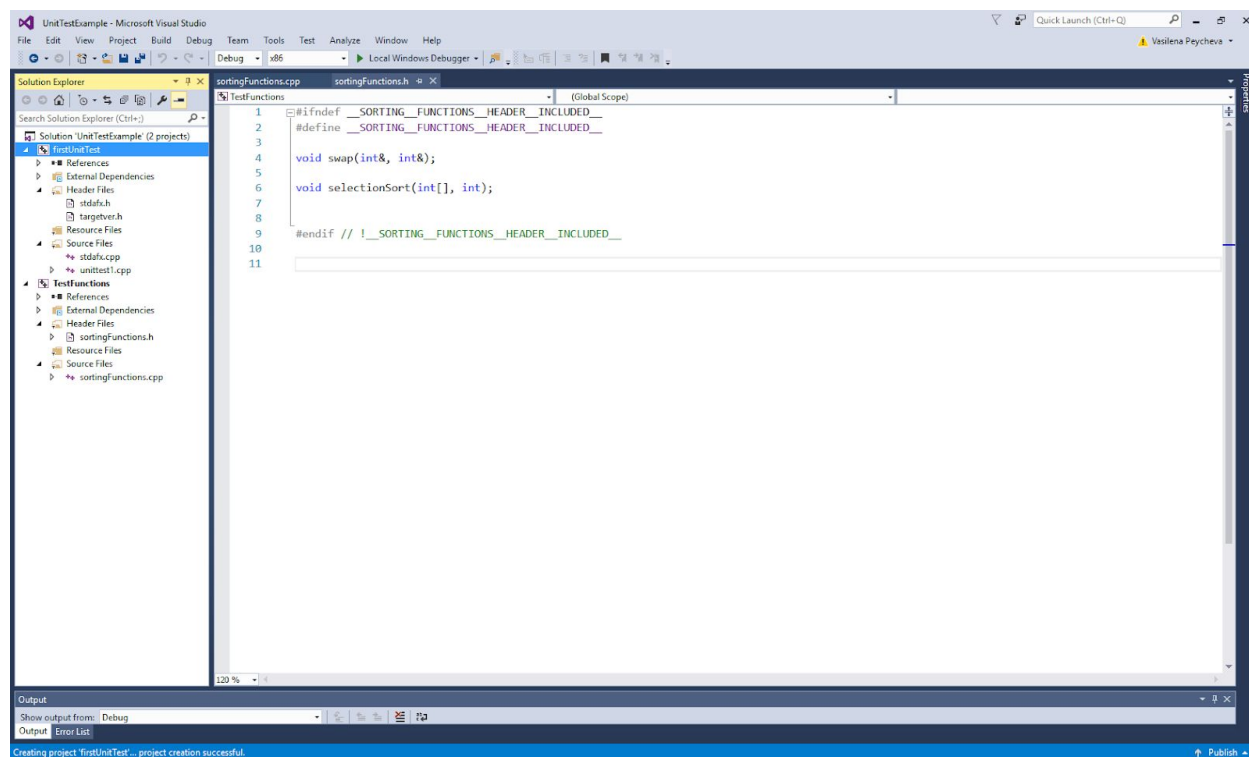 UnitTestExample - Microsoft Visual Studio
Quick Launch (Ctrl+Q)
File Edit View Project Build Debug Team Tools Test Analyze Window Help
Vasilena Peycheva
Debug x86 Local Windows Debugger
Solution Explorer
Search Solution Explorer (Ctrl+;)
Solution 'UnitTestExample' (2 projects)
firstUnitTest
References
External Dependencies
Header Files
stdafx.h
targetver.h
Resource Files
Source Files
stdafx.cpp
unittest1.cpp
TestFunctions
References
External Dependencies
Header Files
sortingFunctions.h
Resource Files
Source Files
sortingFunctions.cpp
sortingFunctions.cpp sortingFunctions.h
TestFunctions (Global Scope)
1 #ifndef __SORTING__FUNCTIONS__HEADER__INCLUDED__
2 #define __SORTING__FUNCTIONS__HEADER__INCLUDED__
3
4 void swap(int&, int&);
5
6 void selectionSort(int[], int);
7
8
9 #endif // !__SORTING__FUNCTIONS__HEADER__INCLUDED__
10
11
120 %
Properties
Output
Show output from: Debug
Output Error List
Creating project 'firstUnitTest'... project creation successful.
Publish